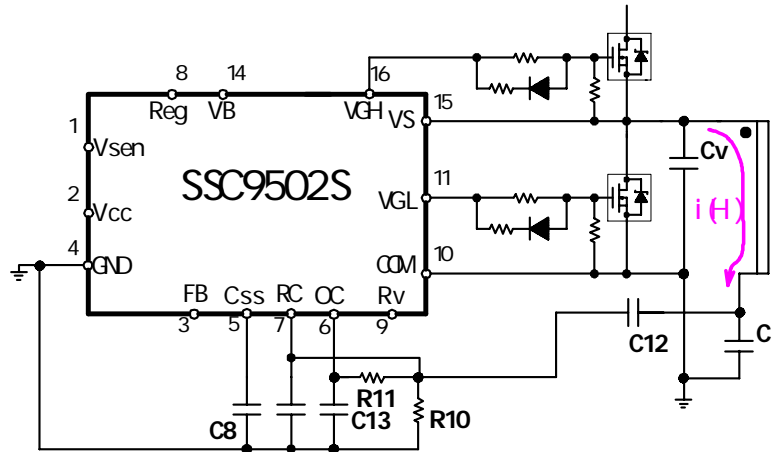 8
14
16
Reg
VB
VGH
15
VS
1
Vsen
SSC9502S
Cv
i(H)
2
Vcc
11
VGL
4
GND
10
COM
FB
Css
RC
OC
Rv
3
5
7
6
9
C12
C
R11
C8
C13
R10